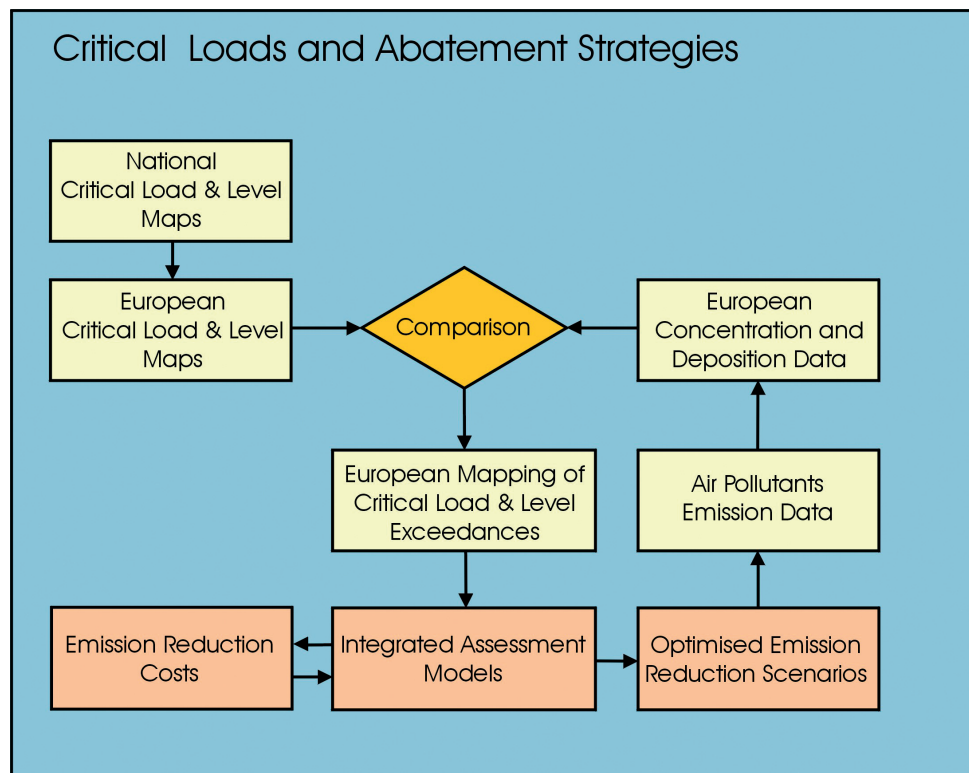 Critical Loads and Abatement Strategies
National
Critical Load & Level
Maps
European
Critical Load & Level
Maps
Comparison
European
Concentration and
Deposition Data
European Mapping of
Critical Load & Level
Exceedances
Air Pollutants
Emission Data
Emission Reduction
Costs
Integrated Assessment
Models
Optimised Emission
Reduction Scenarios